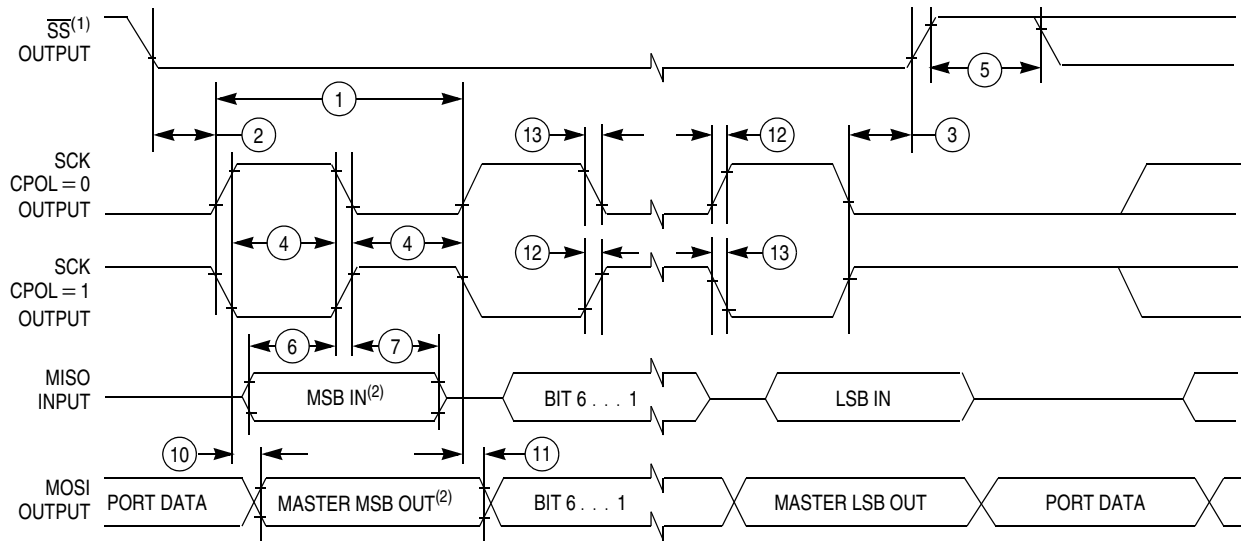 SS(1)
OUTPUT
5
1
2
13
12
3
SCK
CPOL = 0
OUTPUT
4
4
12
13
SCK
CPOL = 1
OUTPUT
6
7
MISO
INPUT
MSB IN(2)
BIT 6 . . . 1
LSB IN
10
11
MOSI
OUTPUT
PORT DATA
MASTER MSB OUT(2)
BIT 6 . . . 1
MASTER LSB OUT
PORT DATA